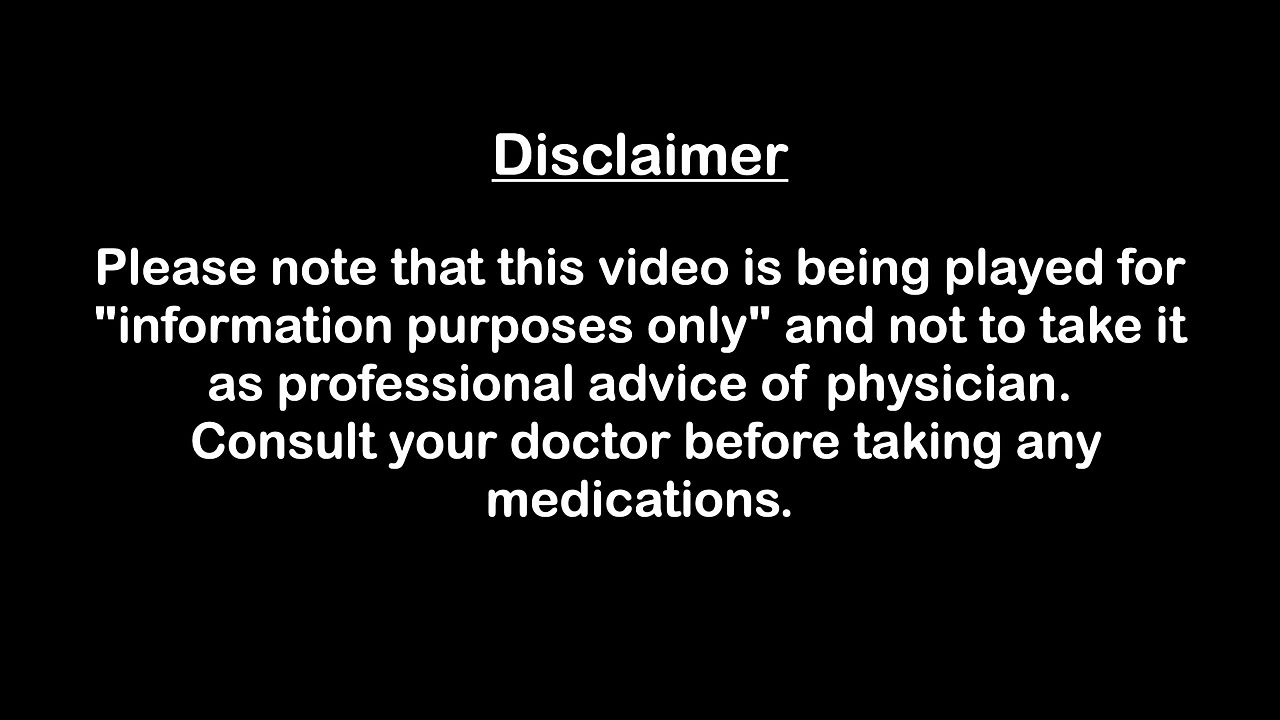 Disclaimer
Please note that this video is being played for
"information purposes only" and not to take it
as professional advice of physician.
Consult your doctor before taking any
medications.